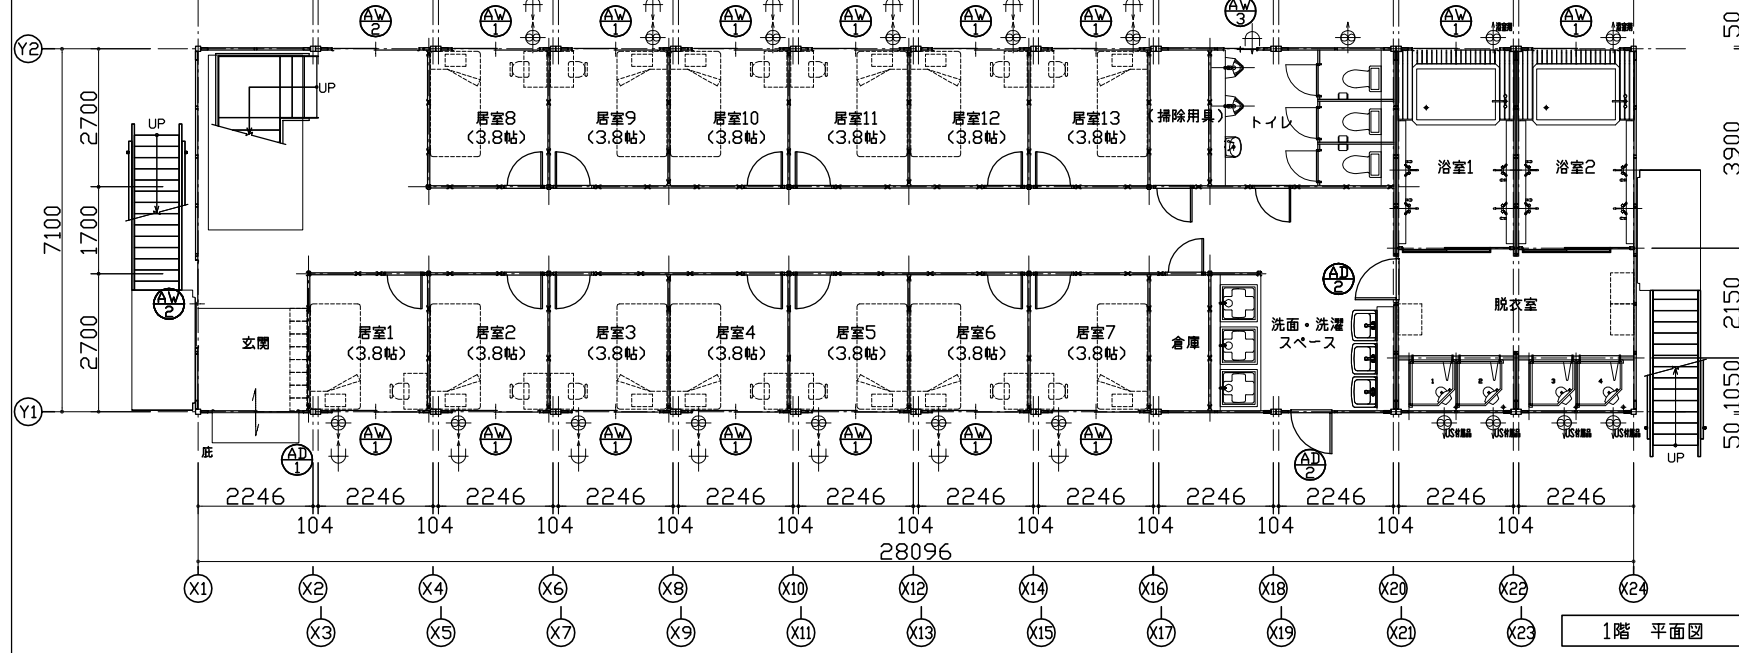 AW 2
AW 1
AW 1
AW 1
AW 1
AW 1
AW 1
AW 3
AW 1
AW 1
50
Y2
UP
UP
2700
1700
2700
7100
居室8
(3.8帖)
居室9
(3.8帖)
居室10
(3.8帖)
居室11
(3.8帖)
居室12
(3.8帖)
居室13
(3.8帖)
(掃除用具)
トイレ
浴室1
浴室2
3900
AW 2
玄関
居室1
(3.8帖)
居室2
(3.8帖)
居室3
(3.8帖)
居室4
(3.8帖)
居室5
(3.8帖)
居室6
(3.8帖)
居室7
(3.8帖)
倉庫
洗面・洗濯
スペース
AD 2
脱衣室
2150
1 2 3 4
1050
50
Y1
庇
AD 1
AW 1
AW 1
AW 1
AW 1
AW 1
AW 1
AW 1
AD 2
UP
2246 2246 2246 2246 2246 2246 2246 2246 2246 2246 2246 2246
104 104 104 104 104 104 104 104 104 104 104
28096
X1 X2 X4 X6 X8 X10 X12 X14 X16 X18 X20 X22 X24
X3 X5 X7 X9 X11 X13 X15 X17 X19 X21 X23
1階 平面図